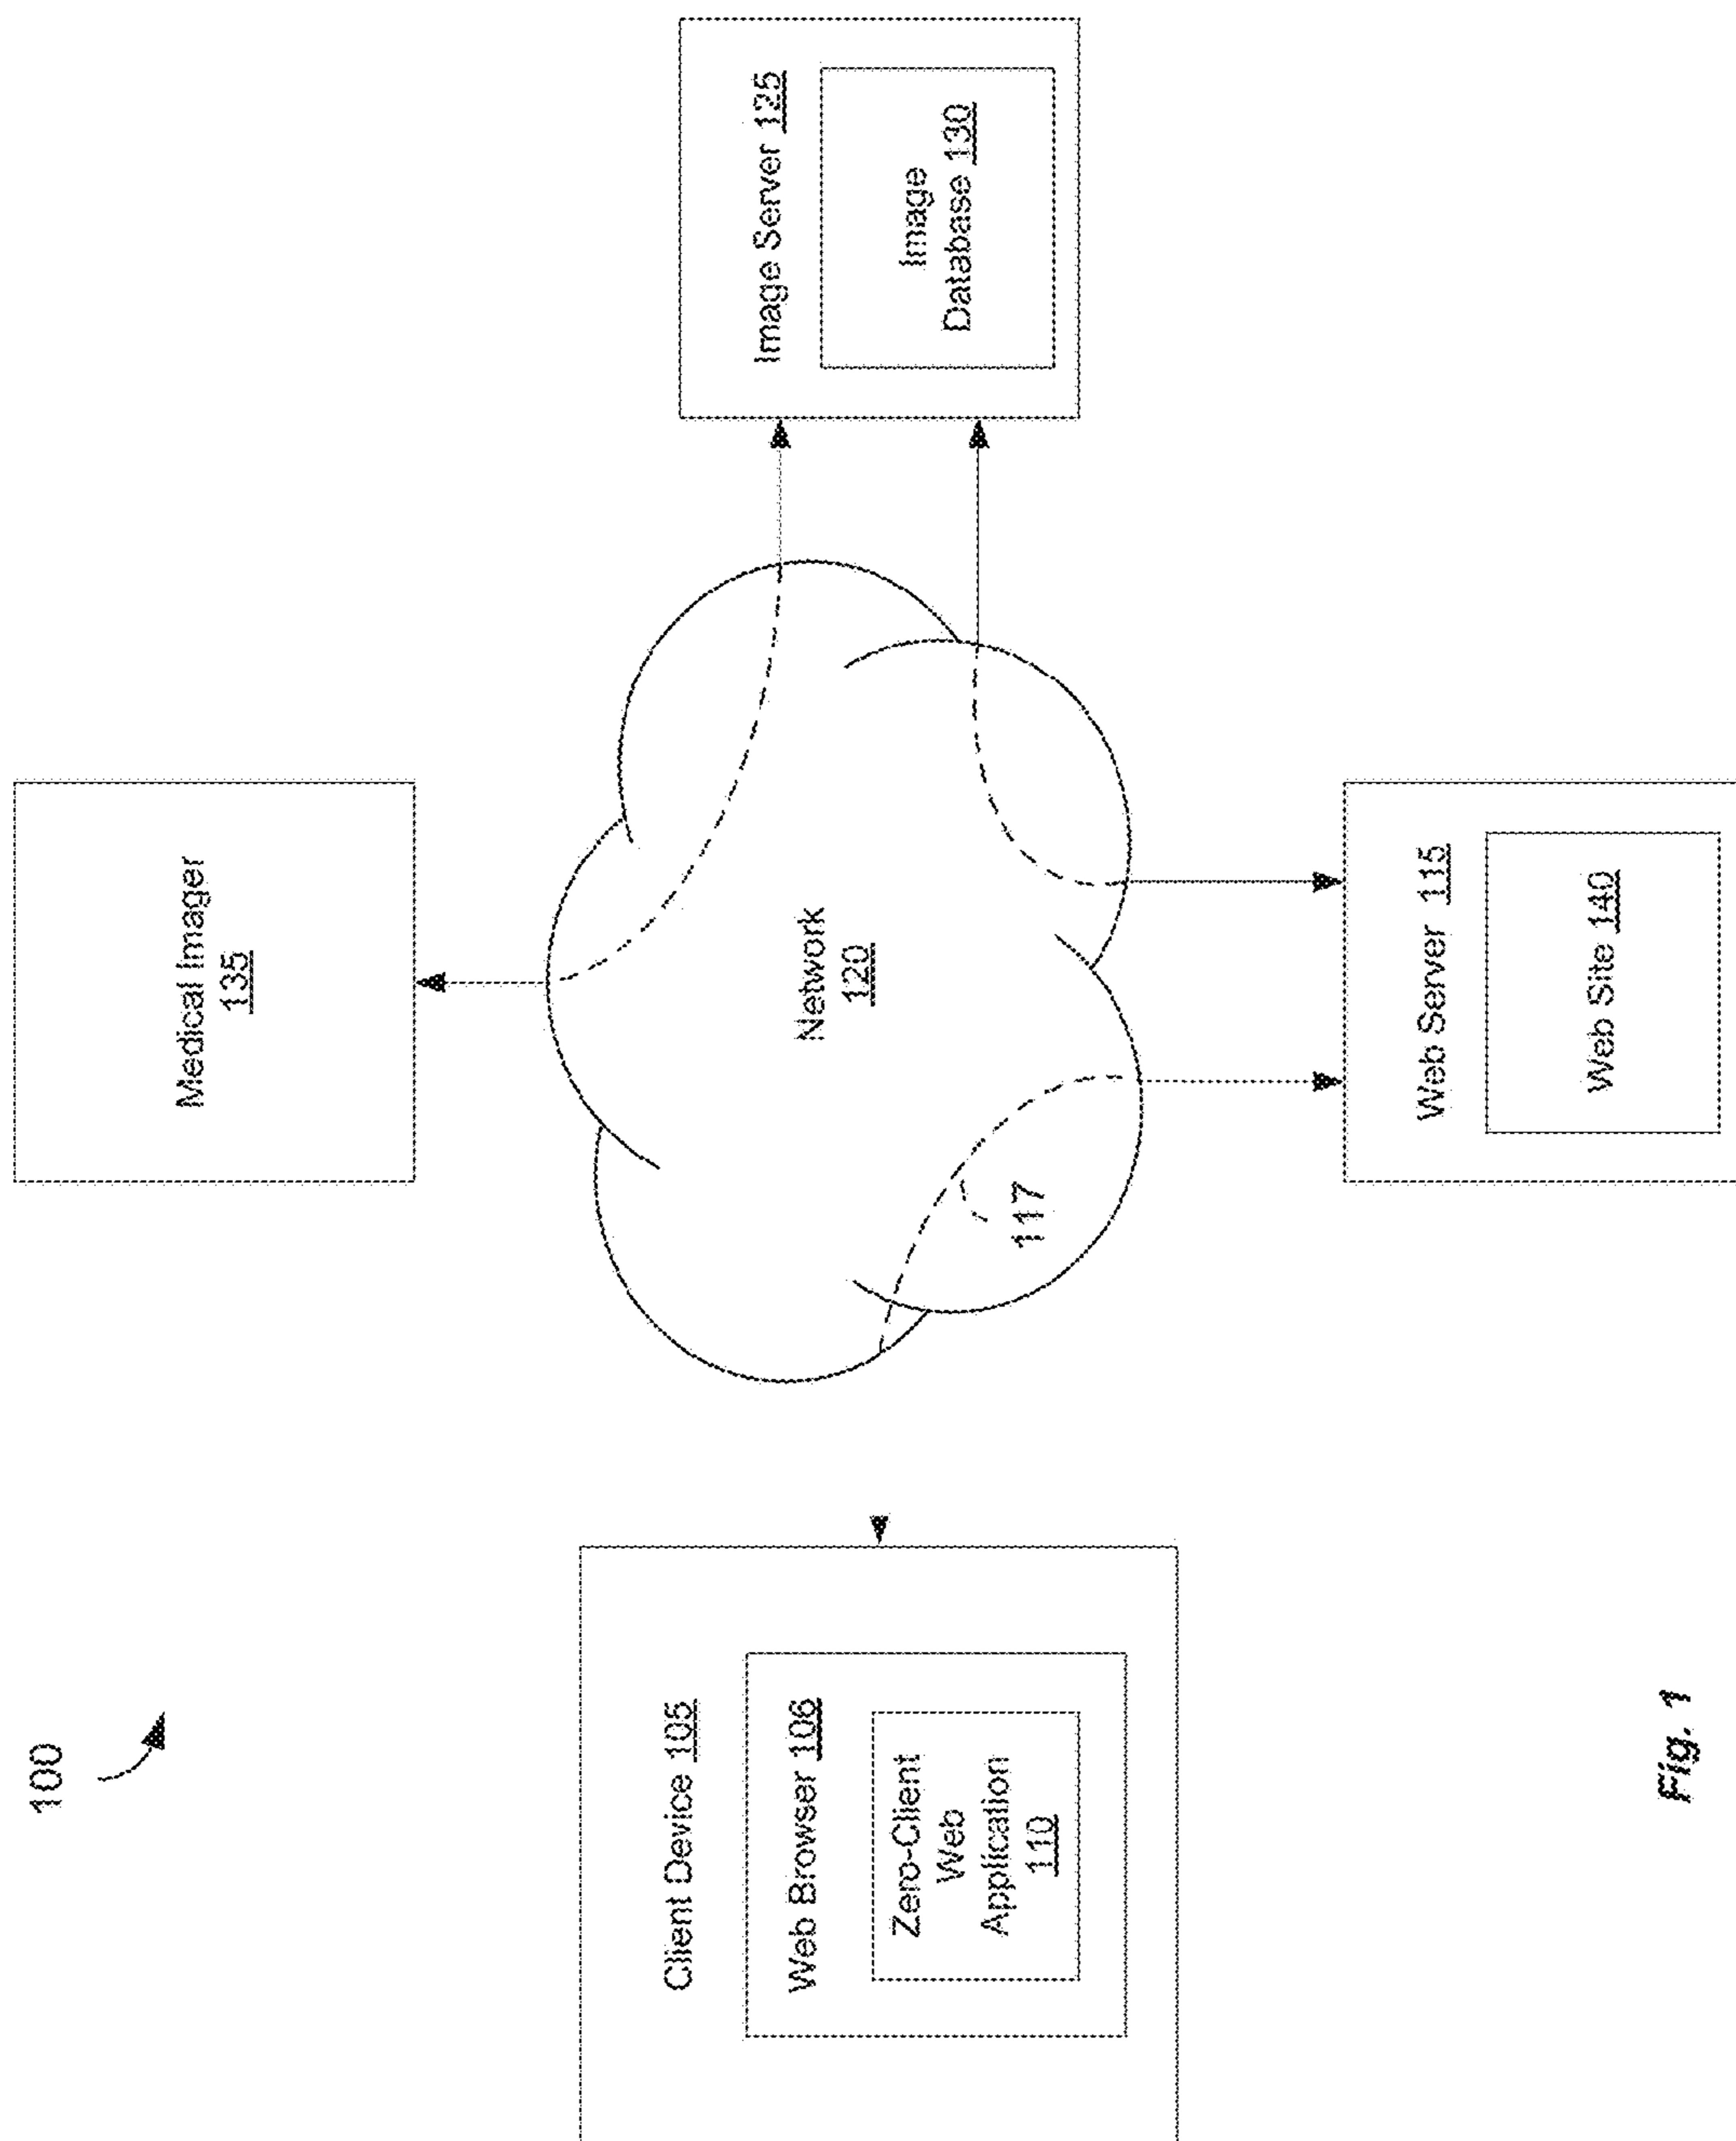 100
Medical Imager
135
Client Device 105
Web Browser 106
Zero-Client
Web
Application
110
Network
120
117
Image Server 125
Image
Database 130
Web Server 115
Web Site 140
Fig. 1